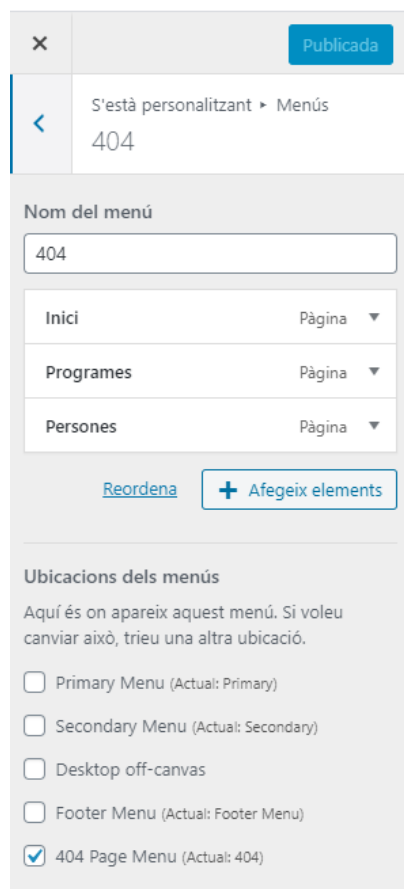 Publicada
S'està personalitzant ▸ Menús
404
Nom del menú
404
Inici Pàgina
Programes Pàgina
Persones Pàgina
Reordena Afegeix elements
Ubicacions dels menús
Aquí és on apareix aquest menú. Si voleu
canviar això, trieu una altra ubicació.
Primary Menu (Actual: Primary)
Secondary Menu (Actual: Secondary)
Desktop off-canvas
Footer Menu (Actual: Footer Menu)
404 Page Menu (Actual: 404)